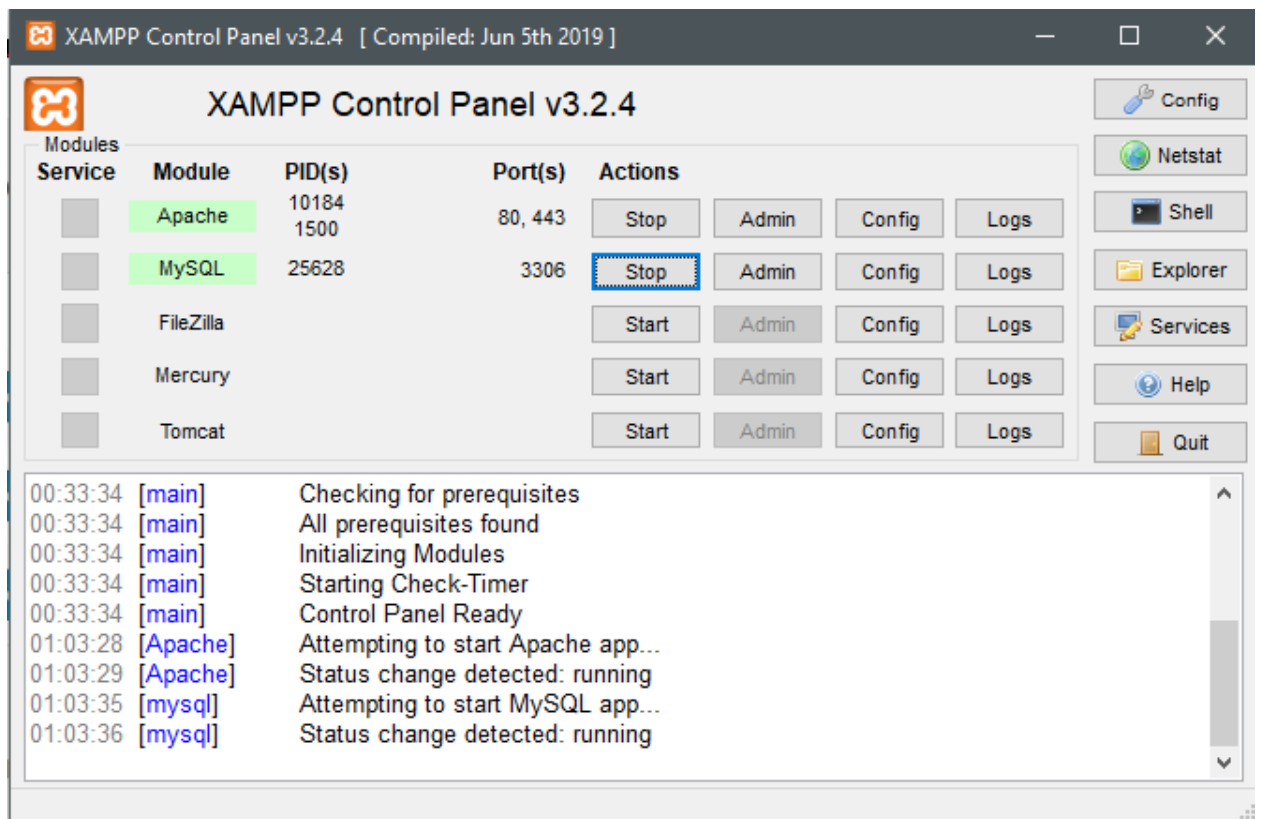 XAMPP Control Panel v3.2.4 [ Compiled: Jun 5th 2019 ]
XAMPP Control Panel v3.2.4
Config
Modules
Netstat
Service Module PID(s) Port(s) Actions
Apache 10184 80, 443 Stop Admin Config Logs
1500
Shell
MySQL 25628 3306 Stop Admin Config Logs
Explorer
FileZilla Start Admin Config Logs
Services
Mercury Start Admin Config Logs
Help
Tomcat Start Admin Config Logs
Quit
00:33:34 [main] Checking for prerequisites
00:33:34 [main] All prerequisites found
00:33:34 [main] Initializing Modules
00:33:34 [main] Starting Check-Timer
00:33:34 [main] Control Panel Ready
01:03:28 [Apache] Attempting to start Apache app...
01:03:29 [Apache] Status change detected: running
01:03:35 [mysql] Attempting to start MySQL app...
01:03:36 [mysql] Status change detected: running